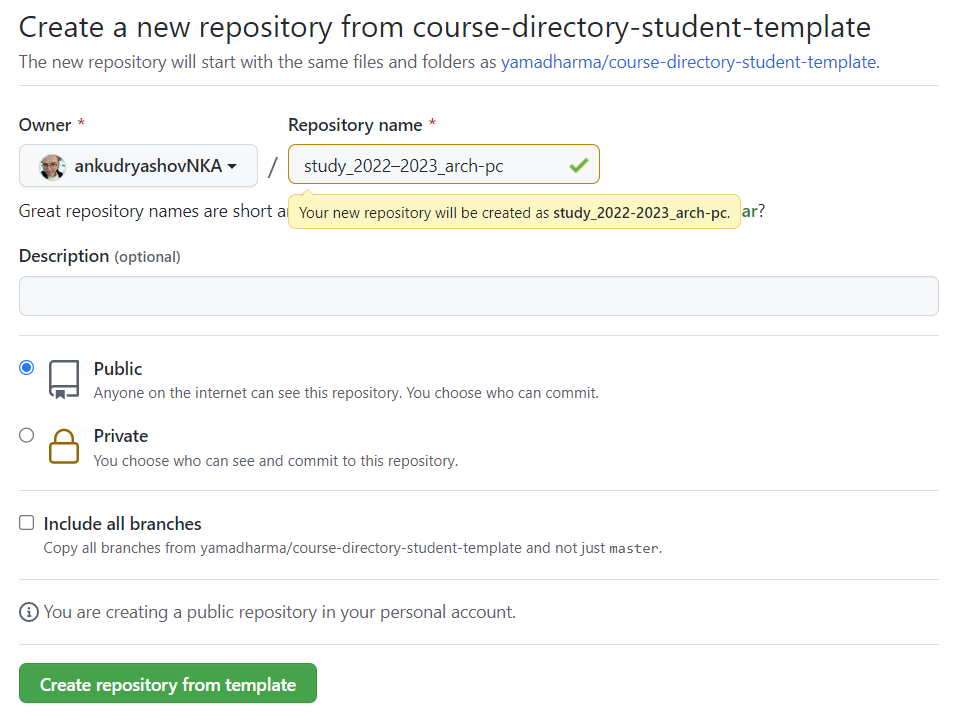 Create a new repository from course-directory-student-template
The new repository will start with the same files and folders as yamadharma/course-directory-student-template.
Owner * Repository name *
ankudryashovNKA / study_2022–2023_arch-pc
Great repository names are short a
Your new repository will be created as study_2022-2023_arch-pc.
ar?
Description (optional)
Public
Anyone on the internet can see this repository. You choose who can commit.
Private
You choose who can see and commit to this repository.
Include all branches
Copy all branches from yamadharma/course-directory-student-template and not just master.
You are creating a public repository in your personal account.
Create repository from template